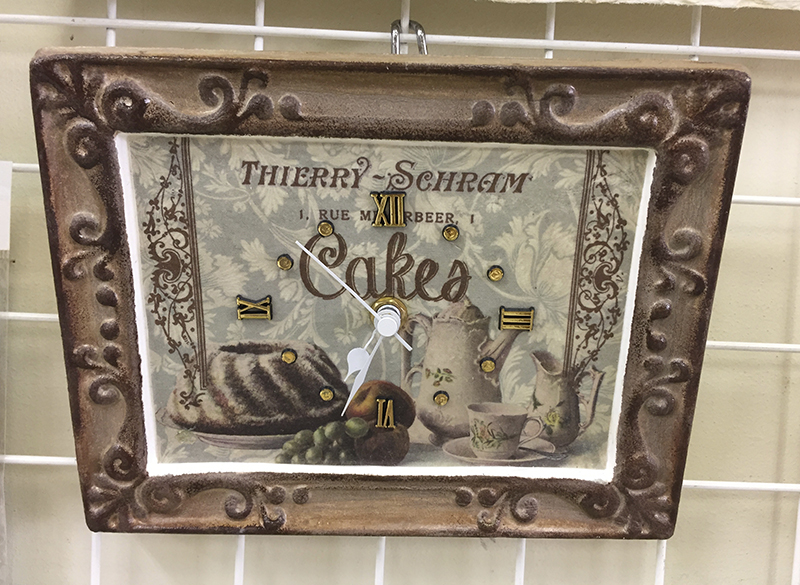 THIERRY-SCHRAM
XII
1, RUE , 1
Cakes
IX
III
VI